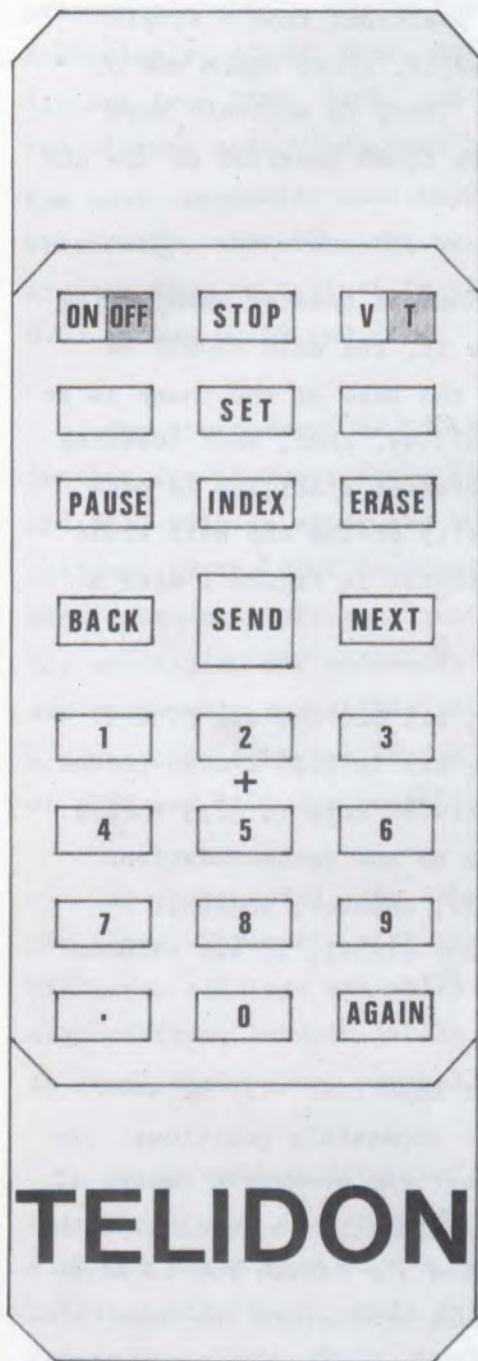 ON OFF STOP V T
SET
PAUSE INDEX ERASE
BACK SEND NEXT
1 2 3
+
4 5 6
7 8 9
. 0 AGAIN
TELIDON